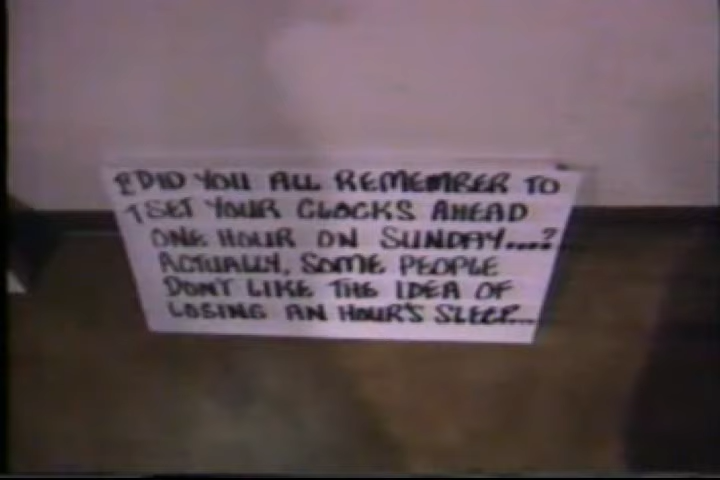 DID YOU ALL REMEMBER TO
SET YOUR CLOCKS AHEAD
ONE HOUR ON SUNDAY....?
ACTUALLY, SOME PEOPLE
DON'T LIKE THE IDEA OF
LOSING AN HOUR'S SLEEP...